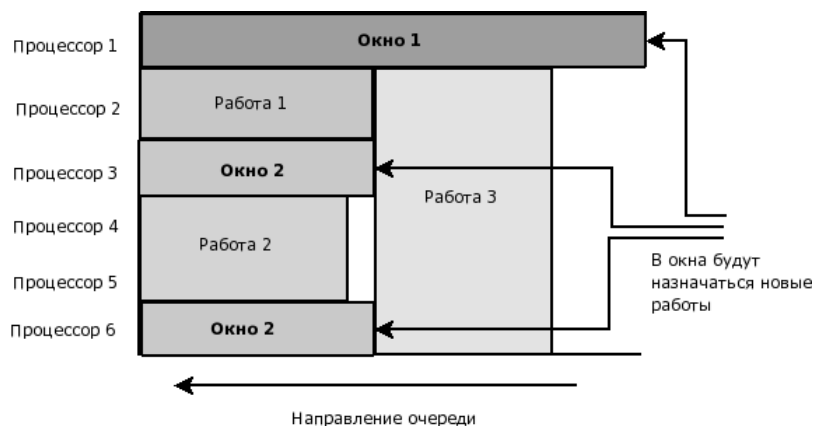 Процессор 1
Окно 1
Процессор 2
Работа 1
Процессор 3
Окно 2
Работа 3
Процессор 4
Работа 2
Процессор 5
Процессор 6
Окно 2
В окна будут
назначаться новые
работы
Направление очереди